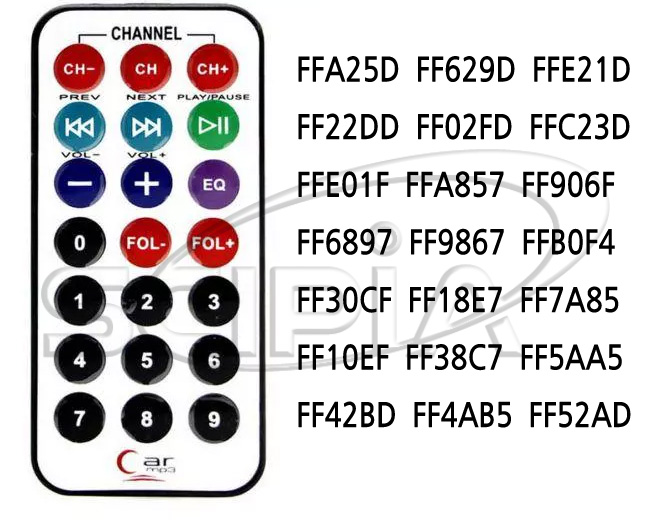 CHANNEL
CH- CH CH+ FFA25D FF629D FFE21D
PREV NEXT PLAY/PAUSE
FF22DD FF02FD FFC23D
VOL- VOL+
− + EQ FFE01F FFA857 FF906F
0 FOL- FOL+ FF6897 FF9867 FFB0F4
1 2 3 FF30CF FF18E7 FF7A85
4 5 6 FF10EF FF38C7 FF5AA5
7 8 9 FF42BD FF4AB5 FF52AD
Car
mp3
SCIPIA